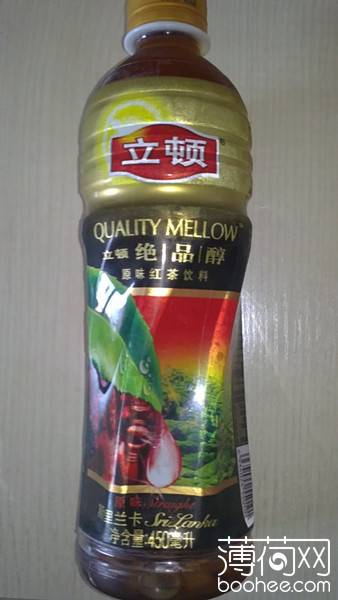 立顿
QUALITY MELLOW™
立顿 绝|品|醇
原味红茶饮料
原味 Straight
斯里兰卡 Sri Lanka
净含量:450毫升
薄荷网
boohee.com